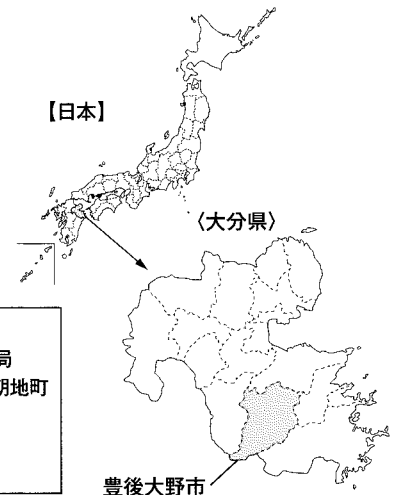 【日本】
〈大分県〉
局
朝地町
豊後大野市